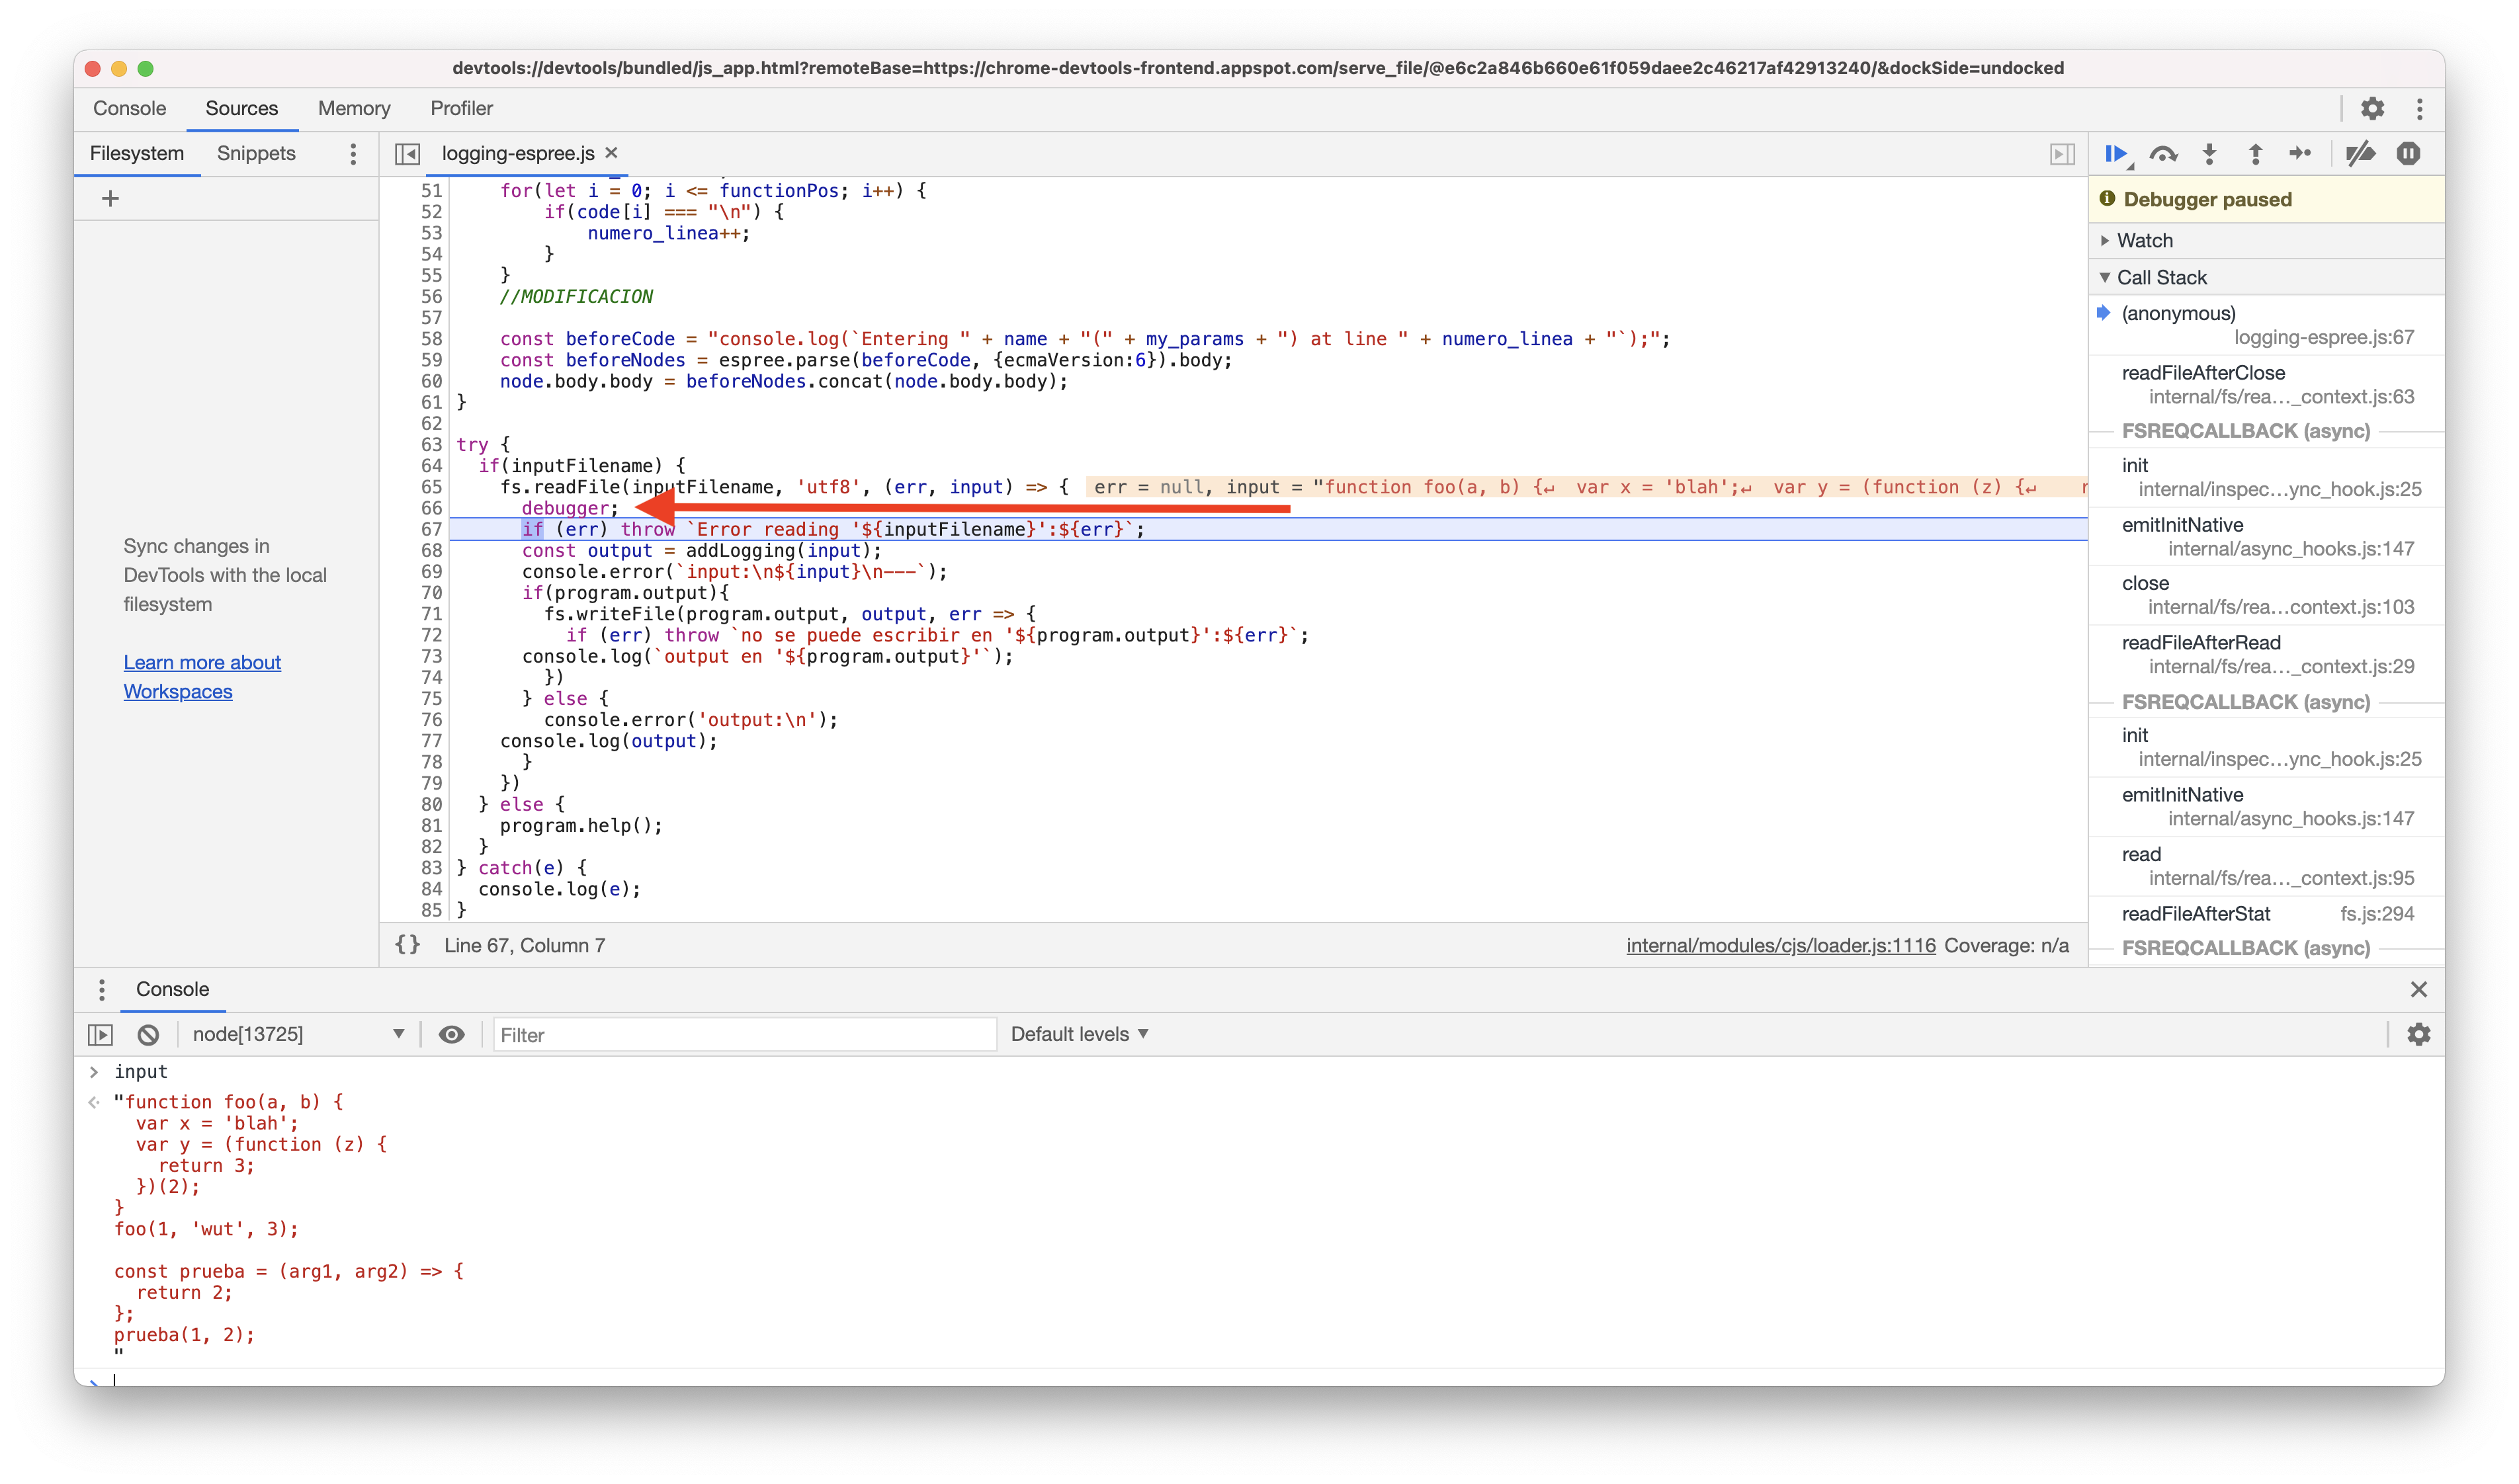 devtools://devtools/bundled/js_app.html?remoteBase=https://chrome-devtools-frontend.appspot.com/serve_file/@e6c2a846b660e61f059daee2c46217af42913240/&dockSide=undocked
Console Sources Memory Profiler
Filesystem Snippets
logging-espree.js ×
+
Sync changes in
DevTools with the local
filesystem
Learn more about
Workspaces
51     for(let i = 0; i <= functionPos; i++) {
52         if(code[i] === "\n") {
53             numero_linea++;
54         }
55     }
56     //MODIFICACION
57
58     const beforeCode = "console.log(`Entering " + name + "(" + my_params + ") at line " + numero_linea + "`);";
59     const beforeNodes = espree.parse(beforeCode, {ecmaVersion:6}).body;
60     node.body.body = beforeNodes.concat(node.body.body);
61 }
62
63 try {
64   if(inputFilename) {
65     fs.readFile(inputFilename, 'utf8', (err, input) => {  err = null, input = "function foo(a, b) {↵  var x = 'blah';↵  var y = (function (z) {↵    r
66       debugger;
67       if (err) throw `Error reading '${inputFilename}':${err}`;
68       const output = addLogging(input);
69       console.error(`input:\n${input}\n---`);
70       if(program.output){
71         fs.writeFile(program.output, output, err => {
72           if (err) throw `no se puede escribir en '${program.output}':${err}`;
73       console.log(`output en '${program.output}'`);
74         })
75       } else {
76         console.error('output:\n');
77     console.log(output);
78       }
79     })
80   } else {
81     program.help();
82   }
83 } catch(e) {
84   console.log(e);
85 }
{} Line 67, Column 7
internal/modules/cjs/loader.js:1116 Coverage: n/a
Debugger paused
Watch
Call Stack
(anonymous)
logging-espree.js:67
readFileAfterClose
internal/fs/rea…_context.js:63
FSREQCALLBACK (async)
init
internal/inspec…ync_hook.js:25
emitInitNative
internal/async_hooks.js:147
close
internal/fs/rea…context.js:103
readFileAfterRead
internal/fs/rea…_context.js:29
FSREQCALLBACK (async)
init
internal/inspec…ync_hook.js:25
emitInitNative
internal/async_hooks.js:147
read
internal/fs/rea…_context.js:95
readFileAfterStat fs.js:294
FSREQCALLBACK (async)
Console
node[13725] Filter Default levels
> input
"function foo(a, b) {
  var x = 'blah';
  var y = (function (z) {
    return 3;
  })(2);
}
foo(1, 'wut', 3);

const prueba = (arg1, arg2) => {
  return 2;
};
prueba(1, 2);
"